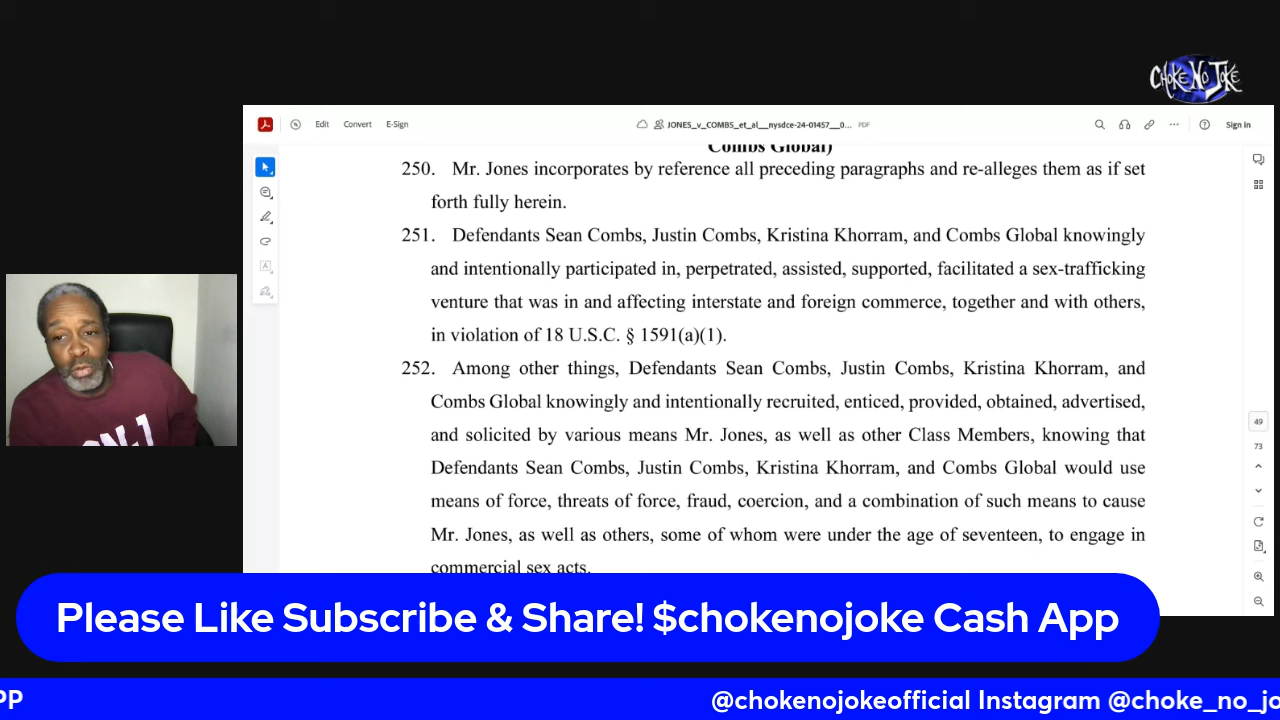 CHOKE NO JOKE
Edit Convert E-Sign JONES_v_COMBS_et_al__nysdce-24-01457__0... PDF Sign in
Combs Global)
250. Mr. Jones incorporates by reference all preceding paragraphs and re-alleges them as if set
forth fully herein.
251. Defendants Sean Combs, Justin Combs, Kristina Khorram, and Combs Global knowingly
and intentionally participated in, perpetrated, assisted, supported, facilitated a sex-trafficking
venture that was in and affecting interstate and foreign commerce, together and with others,
in violation of 18 U.S.C. § 1591(a)(1).
252. Among other things, Defendants Sean Combs, Justin Combs, Kristina Khorram, and
Combs Global knowingly and intentionally recruited, enticed, provided, obtained, advertised,
and solicited by various means Mr. Jones, as well as other Class Members, knowing that
Defendants Sean Combs, Justin Combs, Kristina Khorram, and Combs Global would use
means of force, threats of force, fraud, coercion, and a combination of such means to cause
Mr. Jones, as well as others, some of whom were under the age of seventeen, to engage in
commercial sex acts.
49
73
Please Like Subscribe & Share! $chokenojoke Cash App
PP @chokenojokeofficial Instagram @choke_no_jo